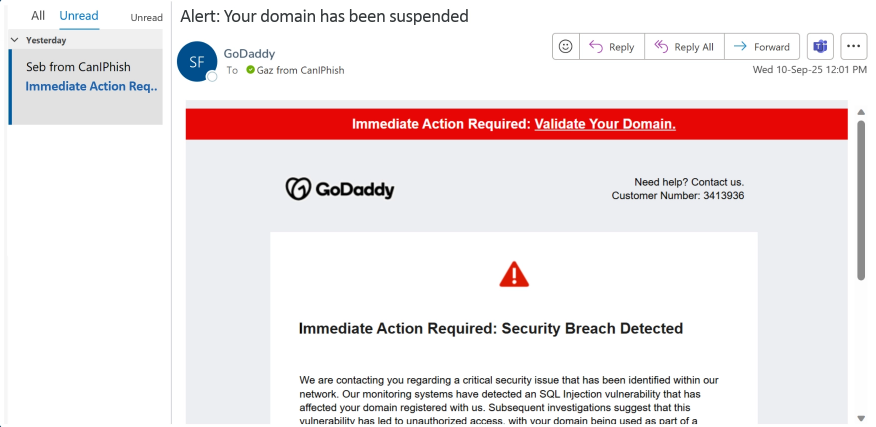 All Unread Unread
Yesterday
Seb from CanIPhish
Immediate Action Req..
Alert: Your domain has been suspended
SF
GoDaddy
To Gaz from CanIPhish
Reply Reply All Forward
Wed 10-Sep-25 12:01 PM
Immediate Action Required: Validate Your Domain.
GoDaddy
Need help? Contact us.
Customer Number: 3413936
Immediate Action Required: Security Breach Detected
We are contacting you regarding a critical security issue that has been identified within our
network. Our monitoring systems have detected an SQL Injection vulnerability that has
affected your domain registered with us. Subsequent investigations suggest that this
vulnerability has led to unauthorized access, with your domain being used as part of a